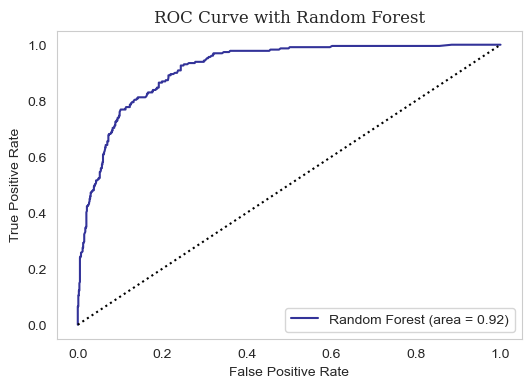 ROC Curve with Random Forest
1.0
0.8
0.6
0.4
0.2
0.0
True Positive Rate
Random Forest (area = 0.92)
0.0 0.2 0.4 0.6 0.8 1.0
False Positive Rate